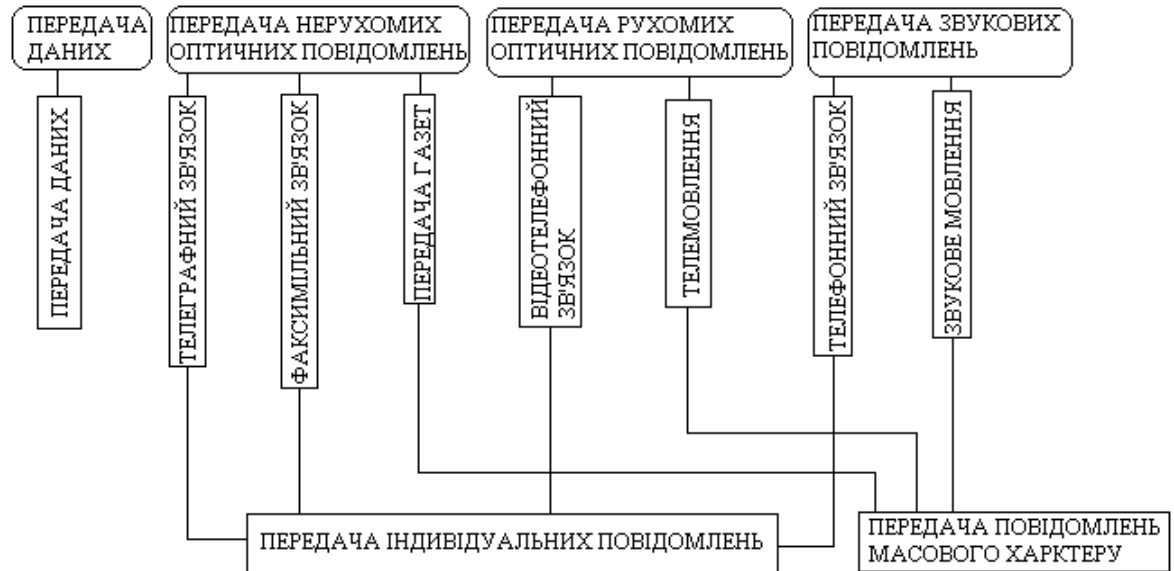 ПЕРЕДАЧА
ДАНИХ
ПЕРЕДАЧА НЕРУХОМИХ
ОПТИЧНИХ ПОВІДОМЛЕНЬ
ПЕРЕДАЧА РУХОМИХ
ОПТИЧНИХ ПОВІДОМЛЕНЬ
ПЕРЕДАЧА ЗВУКОВИХ
ПОВІДОМЛЕНЬ
ПЕРЕДАЧА ДАНИХ
ТЕЛЕГРАФНИЙ ЗВ'ЯЗОК
ФАКСИМІЛЬНИЙ ЗВ'ЯЗОК
ПЕРЕДАЧА ГАЗЕТ
ВІДЕОТЕЛЕФОННИЙ
ЗВ'ЯЗОК
ТЕЛЕМОВЛЕННЯ
ТЕЛЕФОННИЙ ЗВ'ЯЗОК
ЗВУКОВЕ МОВЛЕННЯ
ПЕРЕДАЧА ІНДИВІДУАЛЬНИХ ПОВІДОМЛЕНЬ
ПЕРЕДАЧА ПОВІДОМЛЕНЬ
МАСОВОГО ХАРКТЕРУ